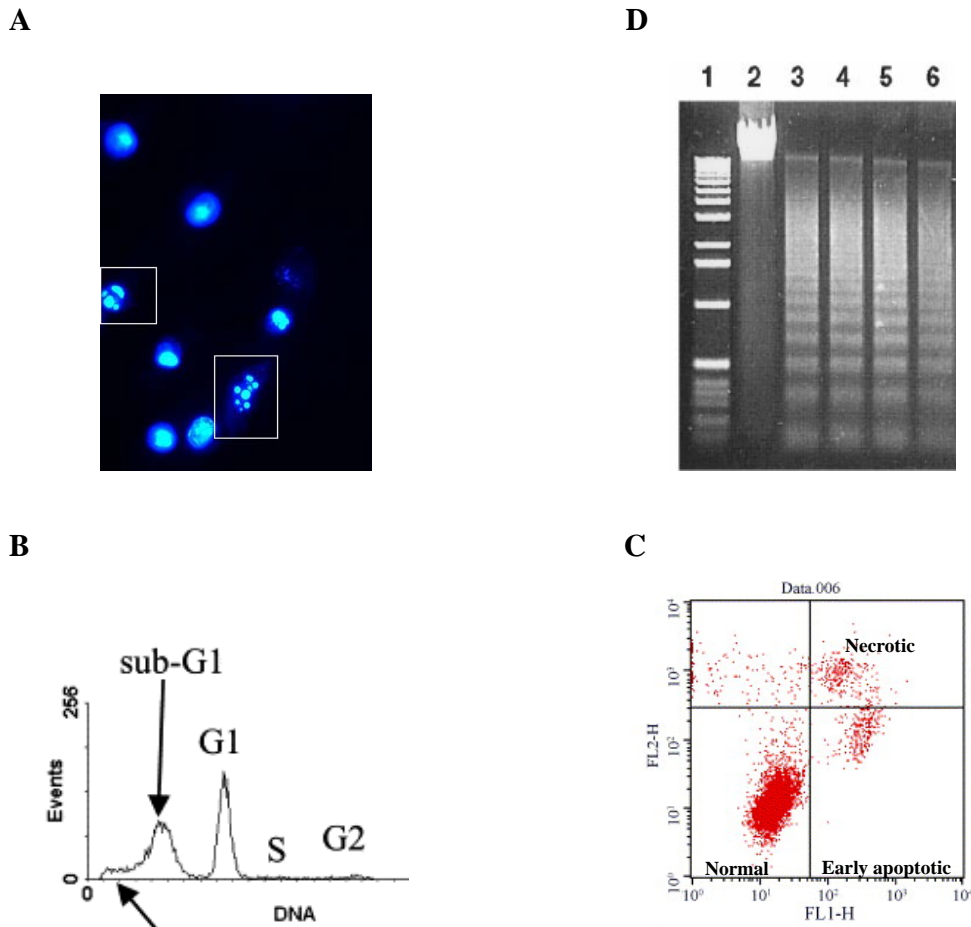 A
D
1 2 3 4 5 6
B
C
sub-G1
256
G1
S
G2
Events
0
0
DNA
Data.006
10⁴
10³
10²
10¹
10⁰
FL2-H
Necrotic
Normal
Early apoptotic
10⁰ 10¹ 10² 10³ 10⁴
FL1-H